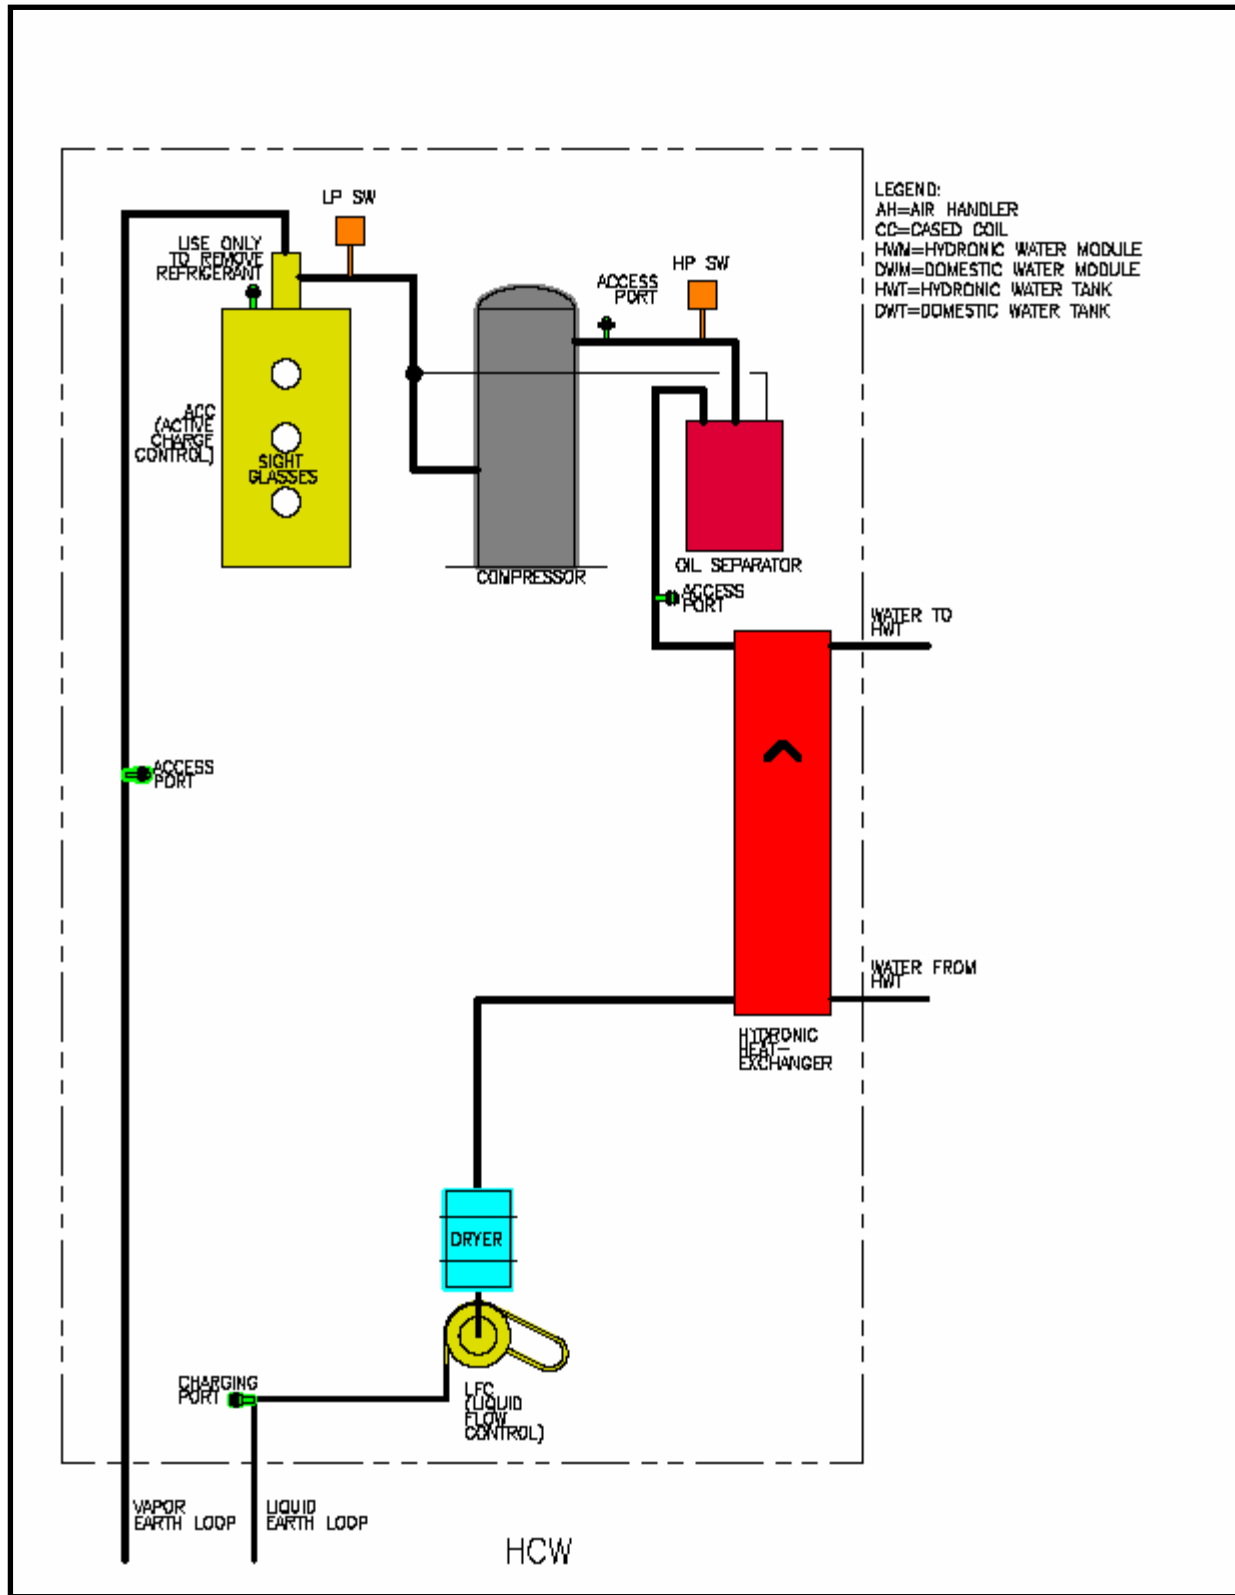 LP SW
USE ONLY
TO REMOVE
REFRIGERANT
ACCESS
PORT
HP SW
LEGEND:
AH=AIR HANDLER
CC=CASED COIL
HWM=HYDRONIC WATER MODULE
DWM=DOMESTIC WATER MODULE
HWT=HYDRONIC WATER TANK
DWT=DOMESTIC WATER TANK
ACC
(ACTIVE
CHARGE
CONTROL)
SIGHT
GLASSES
COMPRESSOR
OIL SEPARATOR
ACCESS
PORT
WATER TO
HWT
ACCESS
PORT
WATER FROM
HWT
HYDRONIC
HEAT-
EXCHANGER
DRYER
CHARGING
PORT
LFC
(LIQUID
FLOW
CONTROL)
VAPOR
EARTH LOOP
LIQUID
EARTH LOOP
HCW